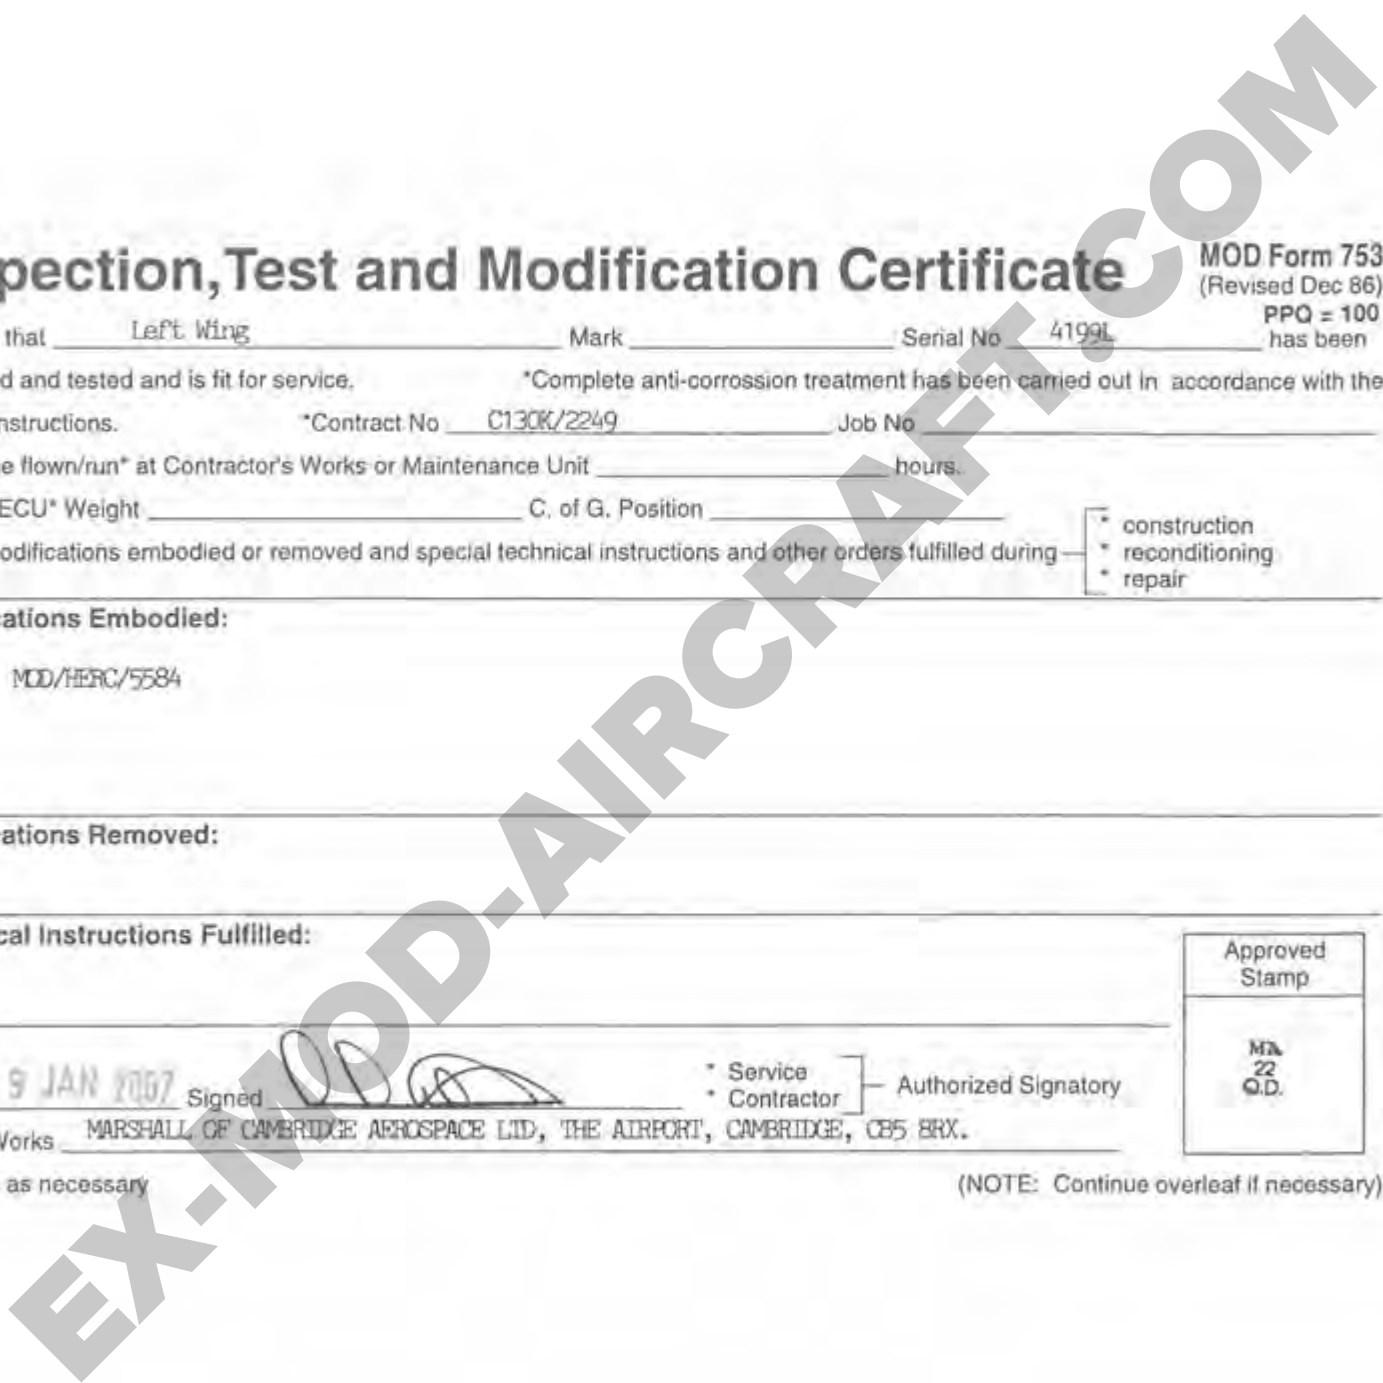 pection, Test and Modification Certificate
MOD Form 753
(Revised Dec 86)
PPQ = 100
that Left Wing Mark Serial No 4199L has been
d and tested and is fit for service. *Complete anti-corrossion treatment has been carried out in accordance with the
nstructions. *Contract No C130K/2249 Job No
e flown/run* at Contractor's Works or Maintenance Unit hours.
ECU* Weight C. of G. Position
odifications embodied or removed and special technical instructions and other orders fulfilled during
* construction
* reconditioning
* repair
ations Embodied:
MOD/HERC/5584
ations Removed:
cal Instructions Fulfilled:
Approved
Stamp
MA
22
Q.D.
9 JAN 2007 Signed
* Service
* Contractor
Authorized Signatory
Works MARSHALL OF CAMBRIDGE AEROSPACE LTD, THE AIRPORT, CAMBRIDGE, CB5 8RX.
as necessary (NOTE: Continue overleaf if necessary)
EX-MOD-AIRCRAFT.COM